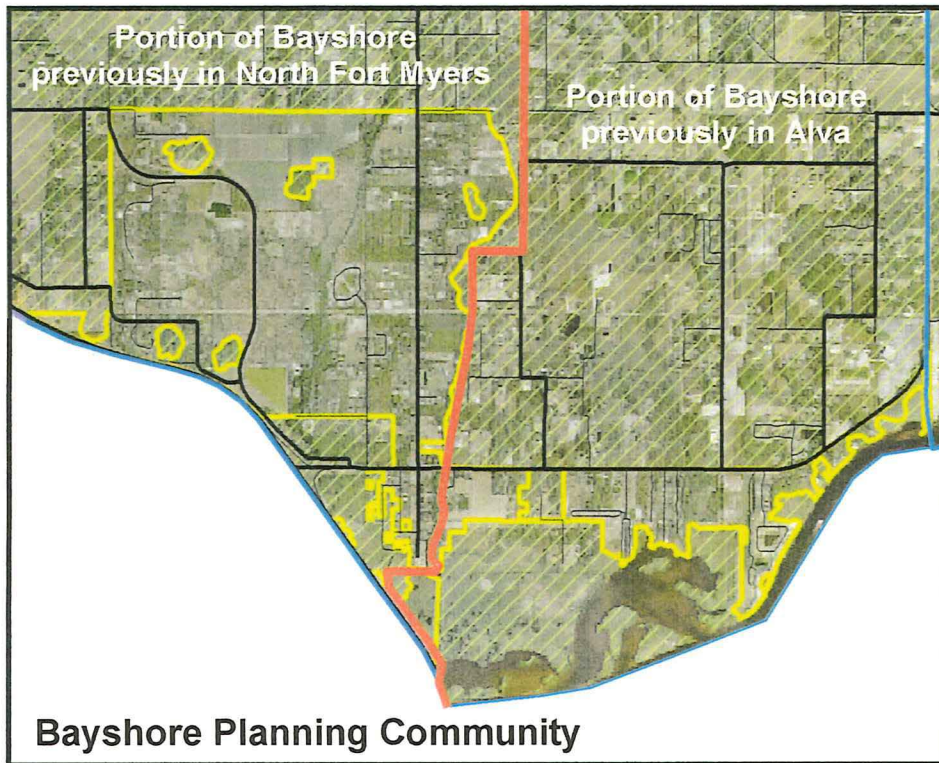 Portion of Bayshore
previously in North Fort Myers
Portion of Bayshore
previously in Alva
Bayshore Planning Community